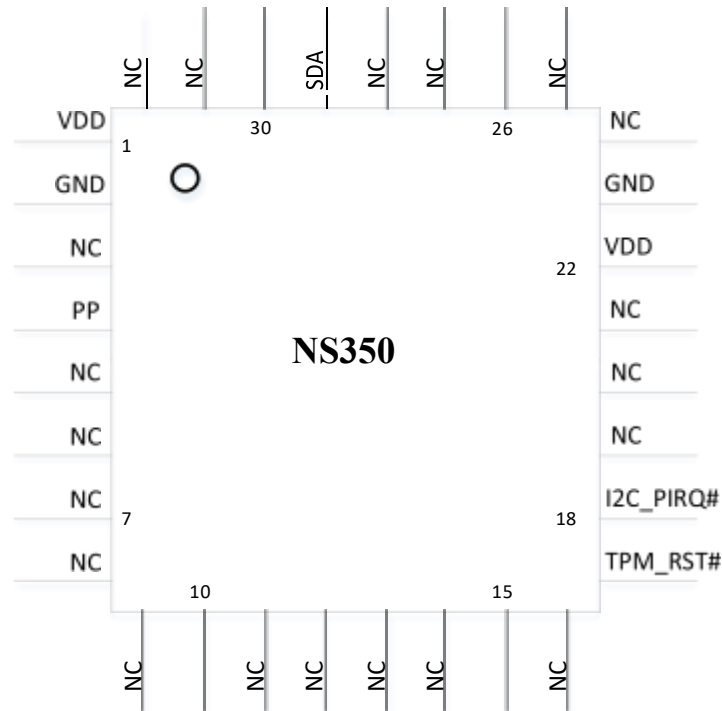 NC NC SDA NC NC NC
30 26
VDD NC
1
GND GND
NC VDD
22
PP NC
NS350
NC NC
NC NC
NC I2C_PIRQ#
7 18
NC TPM_RST#
10 15
NC NC NC NC NC NC